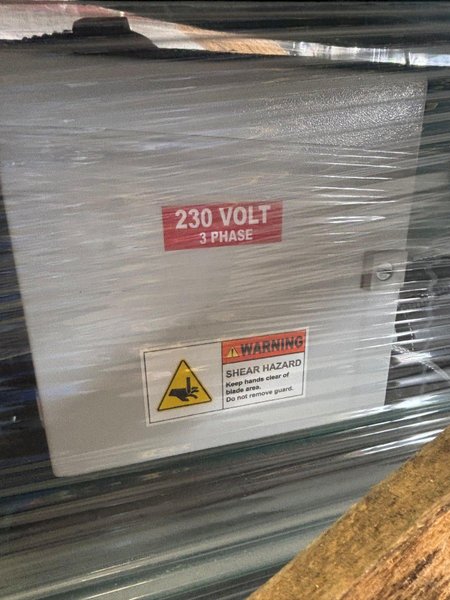 230 VOLT
3 PHASE
WARNING
SHEAR HAZARD
Keep hands clear of
blade area.
Do not remove guard.